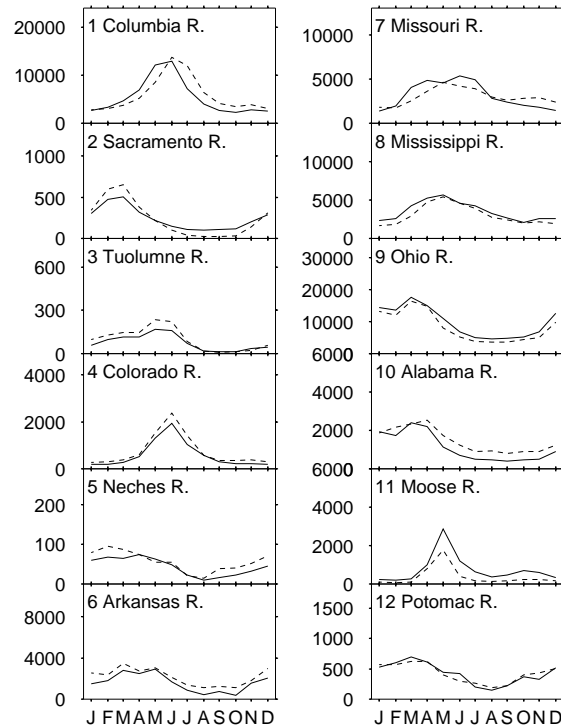 20000
1 Columbia R.
10000
0
2 Sacramento R.
1000
500
0
3 Tuolumne R.
600
300
0
4 Colorado R.
4000
2000
0
5 Neches R.
200
100
0
6 Arkansas R.
8000
4000
0
J F M A M J J A S O N D
7 Missouri R.
10000
5000
0
8 Mississippi R.
10000
5000
0
9 Ohio R.
30000
20000
10000
0
10 Alabama R.
6000
4000
2000
0
11 Moose R.
6000
4000
2000
0
12 Potomac R.
1500
1000
500
0
J F M A M J J A S O N D